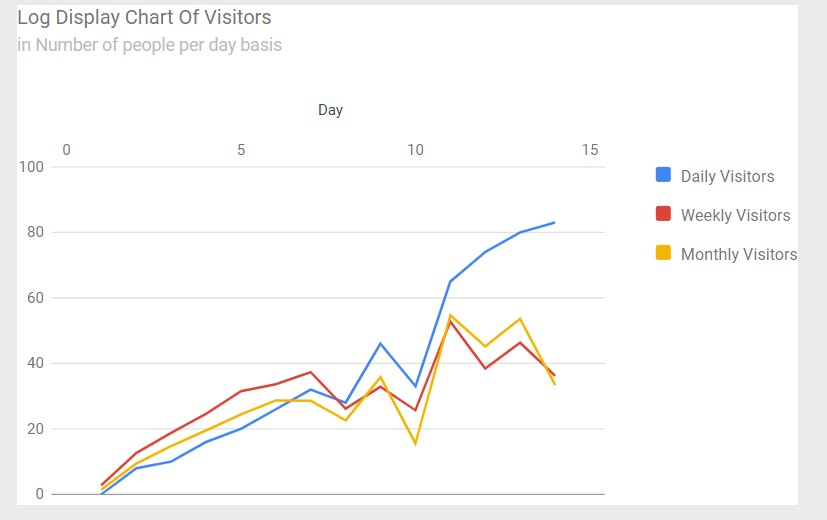 Log Display Chart Of Visitors
in Number of people per day basis
Day
0 5 10 15
100
80
60
40
20
0
Daily Visitors
Weekly Visitors
Monthly Visitors